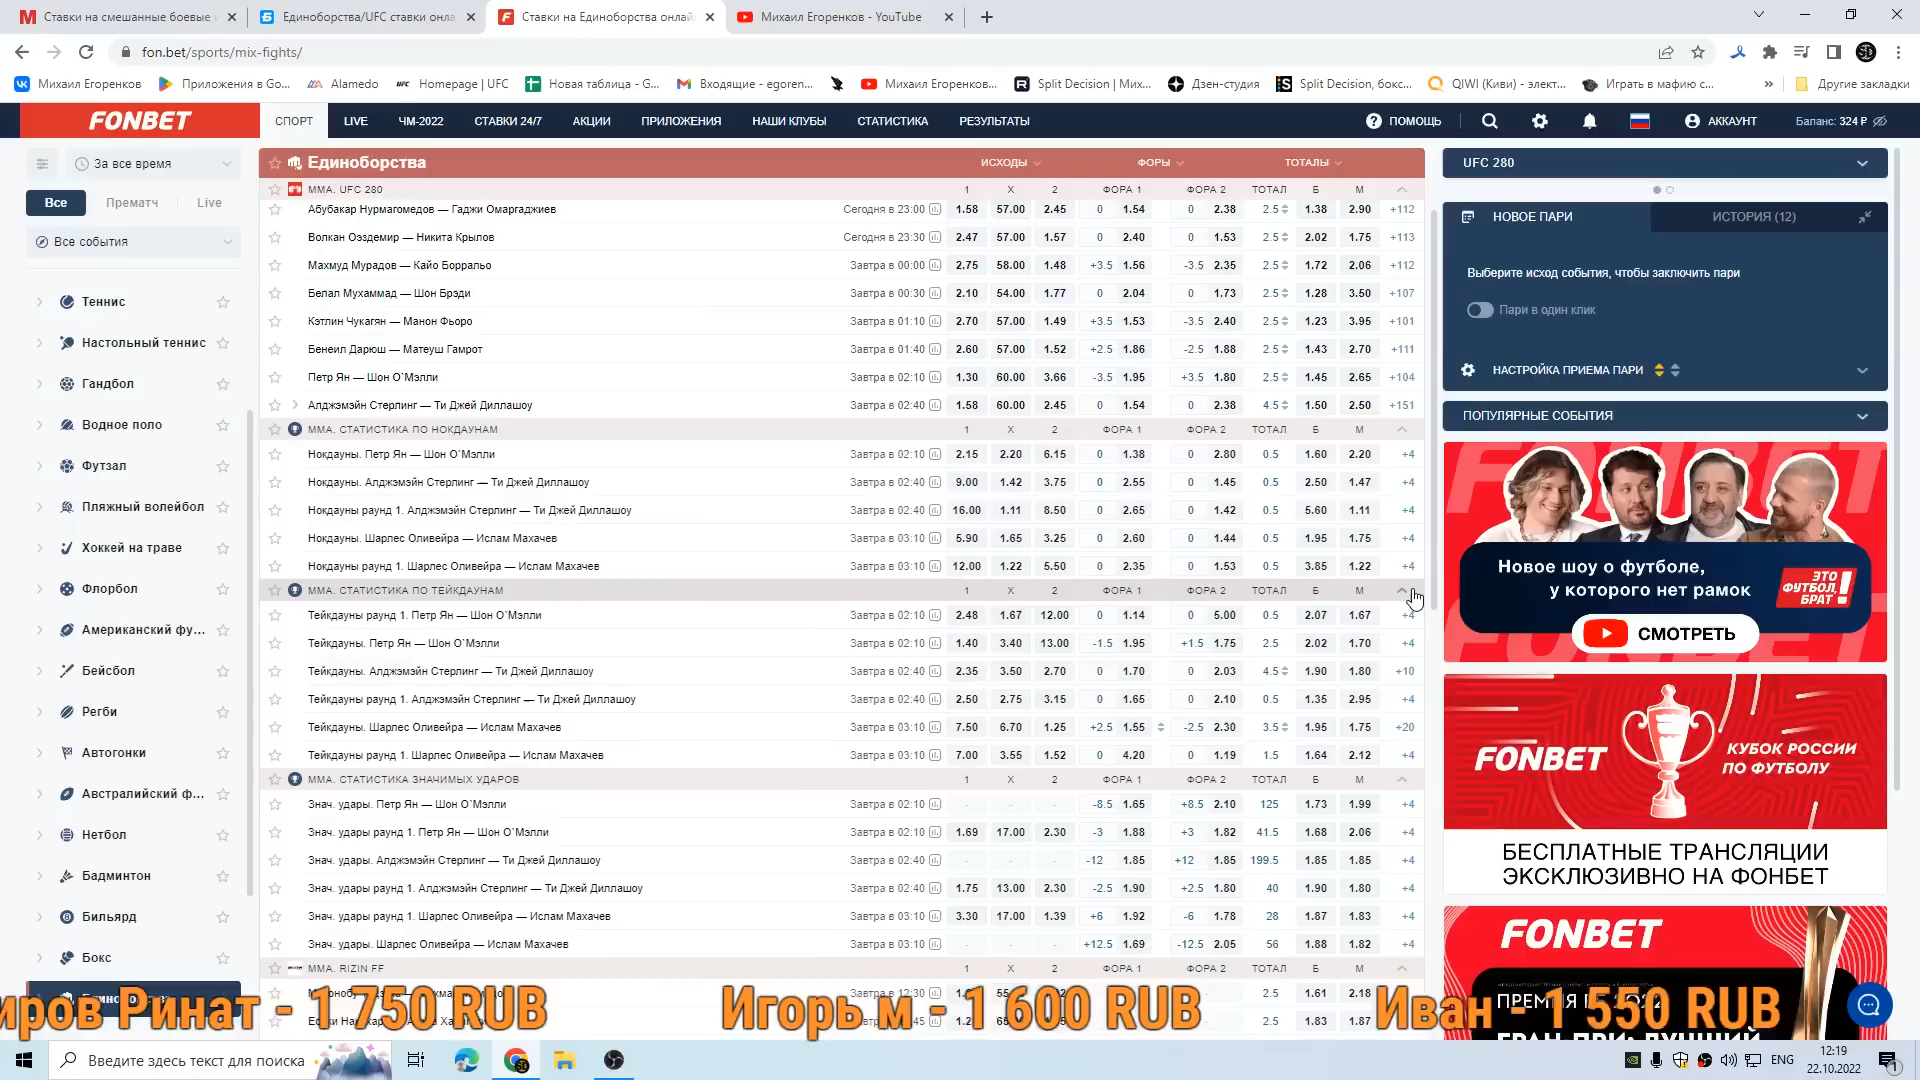 Ставки на смешанные боевые
Единоборства/UFC ставки онла
Ставки на Единоборства онлай
Михаил Егоренков - YouTube
fon.bet/sports/mix-fights/
Михаил Егоренков
Приложения в Go...
Alamedo
Homepage | UFC
Новая таблица - G...
Входящие - egoren...
Михаил Егоренков...
Split Decision | Мих...
Дзен-студия
Split Decision, бокс...
QIWI (Киви) - элект...
Играть в мафию с...
Другие закладки
FONBET СПОРТ LIVE ЧМ-2022 СТАВКИ 24/7 АКЦИИ ПРИЛОЖЕНИЯ НАШИ КЛУБЫ СТАТИСТИКА РЕЗУЛЬТАТЫ ПОМОЩЬ АККАУНТ Баланс: 324 ₽
За все время
Все Прематч Live
Все события
Теннис
Настольный теннис
Гандбол
Водное поло
Футзал
Пляжный волейбол
Хоккей на траве
Флорбол
Американский фу...
Бейсбол
Регби
Автогонки
Австралийский ф...
Нетбол
Бадминтон
Бильярд
Бокс
Единоборства ИСХОДЫ ФОРЫ ТОТАЛЫ
ММА. UFC 280 1 X 2 ФОРА 1 ФОРА 2 ТОТАЛ Б М
Абубакар Нурмагомедов — Гаджи Омаргаджиев Сегодня в 23:00 1.58 57.00 2.45 0 1.54 0 2.38 2.5 1.38 2.90 +112
Волкан Оэздемир — Никита Крылов Сегодня в 23:30 2.47 57.00 1.57 0 2.40 0 1.53 2.5 2.02 1.75 +113
Махмуд Мурадов — Кайо Борральо Завтра в 00:00 2.75 58.00 1.48 +3.5 1.56 -3.5 2.35 2.5 1.72 2.06 +112
Белал Мухаммад — Шон Брэди Завтра в 00:30 2.10 54.00 1.77 0 2.04 0 1.73 2.5 1.28 3.50 +107
Кэтлин Чукагян — Манон Фьоро Завтра в 01:10 2.70 57.00 1.49 +3.5 1.53 -3.5 2.40 2.5 1.23 3.95 +101
Бенеил Дарюш — Матеуш Гамрот Завтра в 01:40 2.60 57.00 1.52 +2.5 1.86 -2.5 1.88 2.5 1.43 2.70 +111
Петр Ян — Шон О`Мэлли Завтра в 02:10 1.30 60.00 3.66 -3.5 1.95 +3.5 1.80 2.5 1.45 2.65 +104
Алджэмэйн Стерлинг — Ти Джей Диллашоу Завтра в 02:40 1.58 60.00 2.45 0 1.54 0 2.38 4.5 1.50 2.50 +151
ММА. СТАТИСТИКА ПО НОКДАУНАМ 1 X 2 ФОРА 1 ФОРА 2 ТОТАЛ Б М
Нокдауны. Петр Ян — Шон О`Мэлли Завтра в 02:10 2.15 2.20 6.15 0 1.38 0 2.80 0.5 1.60 2.20 +4
Нокдауны. Алджэмэйн Стерлинг — Ти Джей Диллашоу Завтра в 02:40 9.00 1.42 3.75 0 2.55 0 1.45 0.5 2.50 1.47 +4
Нокдауны раунд 1. Алджэмэйн Стерлинг — Ти Джей Диллашоу Завтра в 02:40 16.00 1.11 8.50 0 2.65 0 1.42 0.5 5.60 1.11 +4
Нокдауны. Шарлес Оливейра — Ислам Махачев Завтра в 03:10 5.90 1.65 3.25 0 2.60 0 1.44 0.5 1.95 1.75 +4
Нокдауны раунд 1. Шарлес Оливейра — Ислам Махачев Завтра в 03:10 12.00 1.22 5.50 0 2.35 0 1.53 0.5 3.85 1.22 +4
ММА. СТАТИСТИКА ПО ТЕЙКДАУНАМ 1 X 2 ФОРА 1 ФОРА 2 ТОТАЛ Б М
Тейкдауны раунд 1. Петр Ян — Шон О`Мэлли Завтра в 02:10 2.48 1.67 12.00 0 1.14 0 5.00 0.5 2.07 1.67 +4
Тейкдауны. Петр Ян — Шон О`Мэлли Завтра в 02:10 1.40 3.40 13.00 -1.5 1.95 +1.5 1.75 2.5 2.02 1.70 +4
Тейкдауны. Алджэмэйн Стерлинг — Ти Джей Диллашоу Завтра в 02:40 2.35 3.50 2.70 0 1.70 0 2.03 4.5 1.90 1.80 +10
Тейкдауны раунд 1. Алджэмэйн Стерлинг — Ти Джей Диллашоу Завтра в 02:40 2.50 2.75 3.15 0 1.65 0 2.10 0.5 1.35 2.95 +4
Тейкдауны. Шарлес Оливейра — Ислам Махачев Завтра в 03:10 7.50 6.70 1.25 +2.5 1.55 -2.5 2.30 3.5 1.95 1.75 +20
Тейкдауны раунд 1. Шарлес Оливейра — Ислам Махачев Завтра в 03:10 7.00 3.55 1.52 0 4.20 0 1.19 1.5 1.64 2.12 +4
ММА. СТАТИСТИКА ЗНАЧИМЫХ УДАРОВ 1 X 2 ФОРА 1 ФОРА 2 ТОТАЛ Б М
Знач. удары. Петр Ян — Шон О`Мэлли Завтра в 02:10 - - - -8.5 1.65 +8.5 2.10 125 1.73 1.99 +4
Знач. удары раунд 1. Петр Ян — Шон О`Мэлли Завтра в 02:10 1.69 17.00 2.30 -3 1.88 +3 1.82 41.5 1.68 2.06 +4
Знач. удары. Алджэмэйн Стерлинг — Ти Джей Диллашоу Завтра в 02:40 - - - -12 1.85 +12 1.85 199.5 1.85 1.85 +4
Знач. удары раунд 1. Алджэмэйн Стерлинг — Ти Джей Диллашоу Завтра в 02:40 1.75 13.00 2.30 -2.5 1.90 +2.5 1.80 40 1.90 1.80 +4
Знач. удары раунд 1. Шарлес Оливейра — Ислам Махачев Завтра в 03:10 3.30 17.00 1.39 +6 1.92 -6 1.78 28 1.87 1.83 +4
Знач. удары. Шарлес Оливейра — Ислам Махачев Завтра в 03:10 - - - +12.5 1.69 -12.5 2.05 56 1.88 1.82 +4
ММА. RIZIN FF 1 X 2 ФОРА 1 ФОРА 2 ТОТАЛ Б М
2.5 1.61 2.18
2.5 1.83 1.87
UFC 280
НОВОЕ ПАРИ ИСТОРИЯ (12)
Выберите исход события, чтобы заключить пари
Пари в один клик
НАСТРОЙКА ПРИЕМА ПАРИ
ПОПУЛЯРНЫЕ СОБЫТИЯ
Новое шоу о футболе,
у которого нет рамок
ЭТО
ФУТБОЛ,
БРАТ!
СМОТРЕТЬ
FONBET
КУБОК РОССИИ
ПО ФУТБОЛУ
БЕСПЛАТНЫЕ ТРАНСЛЯЦИИ
ЭКСКЛЮЗИВНО НА ФОНБЕТ
FONBET
ПРЕМИЯ
иров Ринат - 1 750 RUB Игорь м - 1 600 RUB Иван - 1 550 RUB
Введите здесь текст для поиска
ENG
12:19
22.10.2022